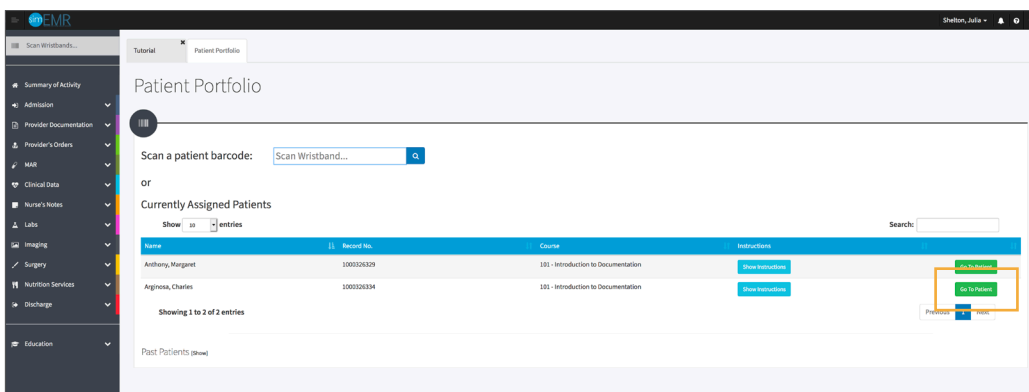 simEMR
Shelton, Julia
Scan Wristbands...
Summary of Activity
Admission
Provider Documentation
Provider's Orders
MAR
Clinical Data
Nurse's Notes
Labs
Imaging
Surgery
Nutrition Services
Discharge
Education
Tutorial
Patient Portfolio
Patient Portfolio
Scan a patient barcode: Scan Wristband...
or
Currently Assigned Patients
Show 10 entries Search:
Name Record No. Course Instructions
Anthony, Margaret 1000326329 101 - Introduction to Documentation Show Instructions Go To Patient
Arginosa, Charles 1000326334 101 - Introduction to Documentation Show Instructions Go To Patient
Showing 1 to 2 of 2 entries Previous 1 Next
Past Patients [Show]